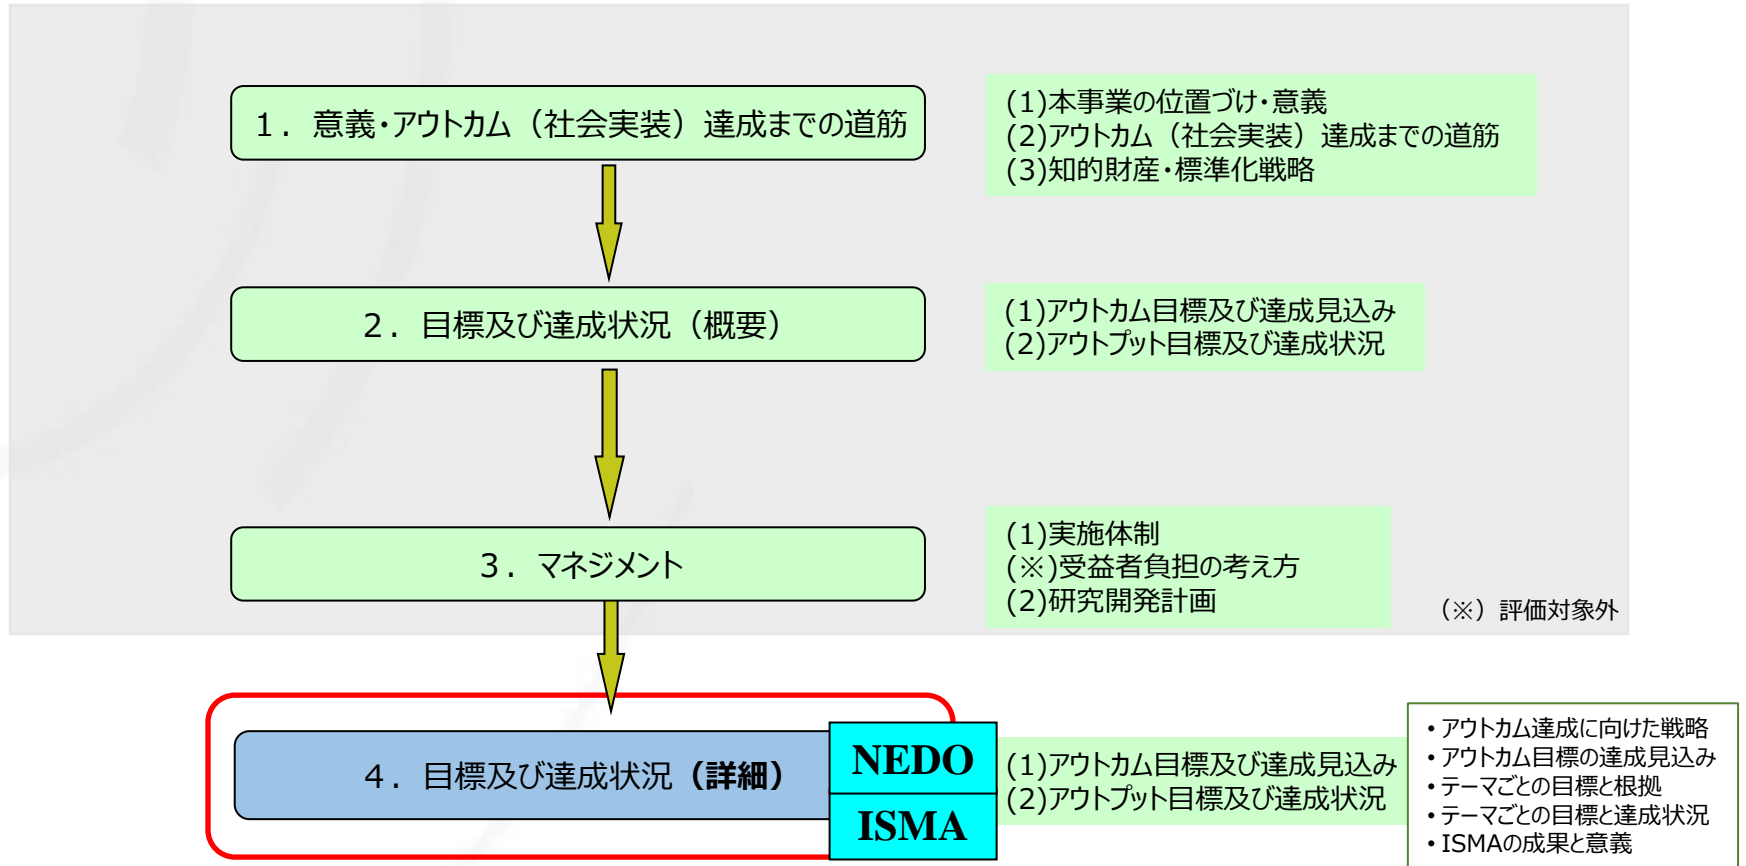 1．意義・アウトカム（社会実装）達成までの道筋
(1)本事業の位置づけ・意義
(2)アウトカム（社会実装）達成までの道筋
(3)知的財産・標準化戦略
2．目標及び達成状況（概要）
(1)アウトカム目標及び達成見込み
(2)アウトプット目標及び達成状況
3．マネジメント
(1)実施体制
(※)受益者負担の考え方
(2)研究開発計画
（※）評価対象外
4．目標及び達成状況（詳細）
NEDO
ISMA
(1)アウトカム目標及び達成見込み
(2)アウトプット目標及び達成状況
• アウトカム達成に向けた戦略
• アウトカム目標の達成見込み
• テーマごとの目標と根拠
• テーマごとの目標と達成状況
• ISMAの成果と意義